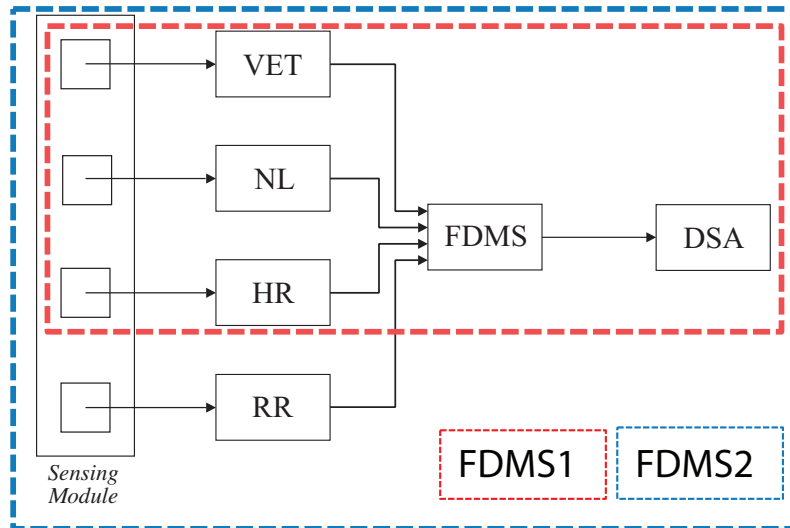 VET
NL
FDMS
DSA
HR
RR
Sensing
Module
FDMS1
FDMS2